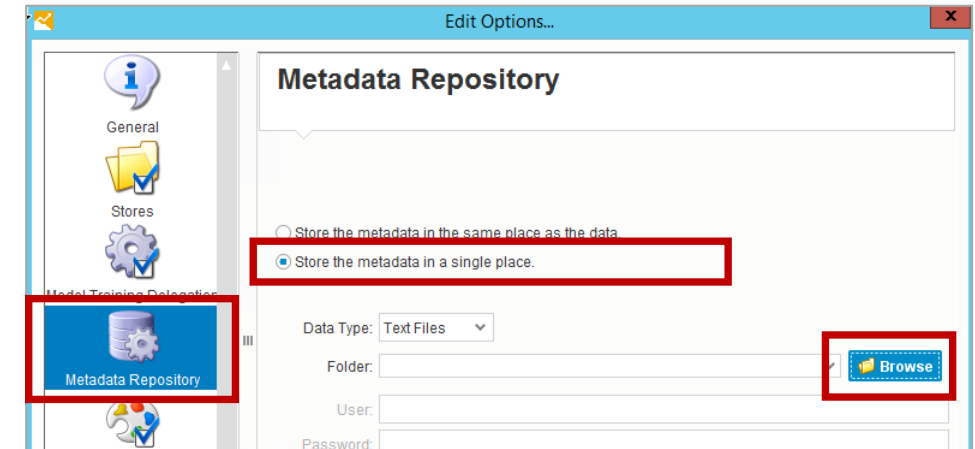 Edit Options...
x
General
Stores
Model Training Delegation
Metadata Repository
Metadata Repository
Store the metadata in the same place as the data.
Store the metadata in a single place.
Data Type: Text Files
Folder:
Browse
User:
Password: